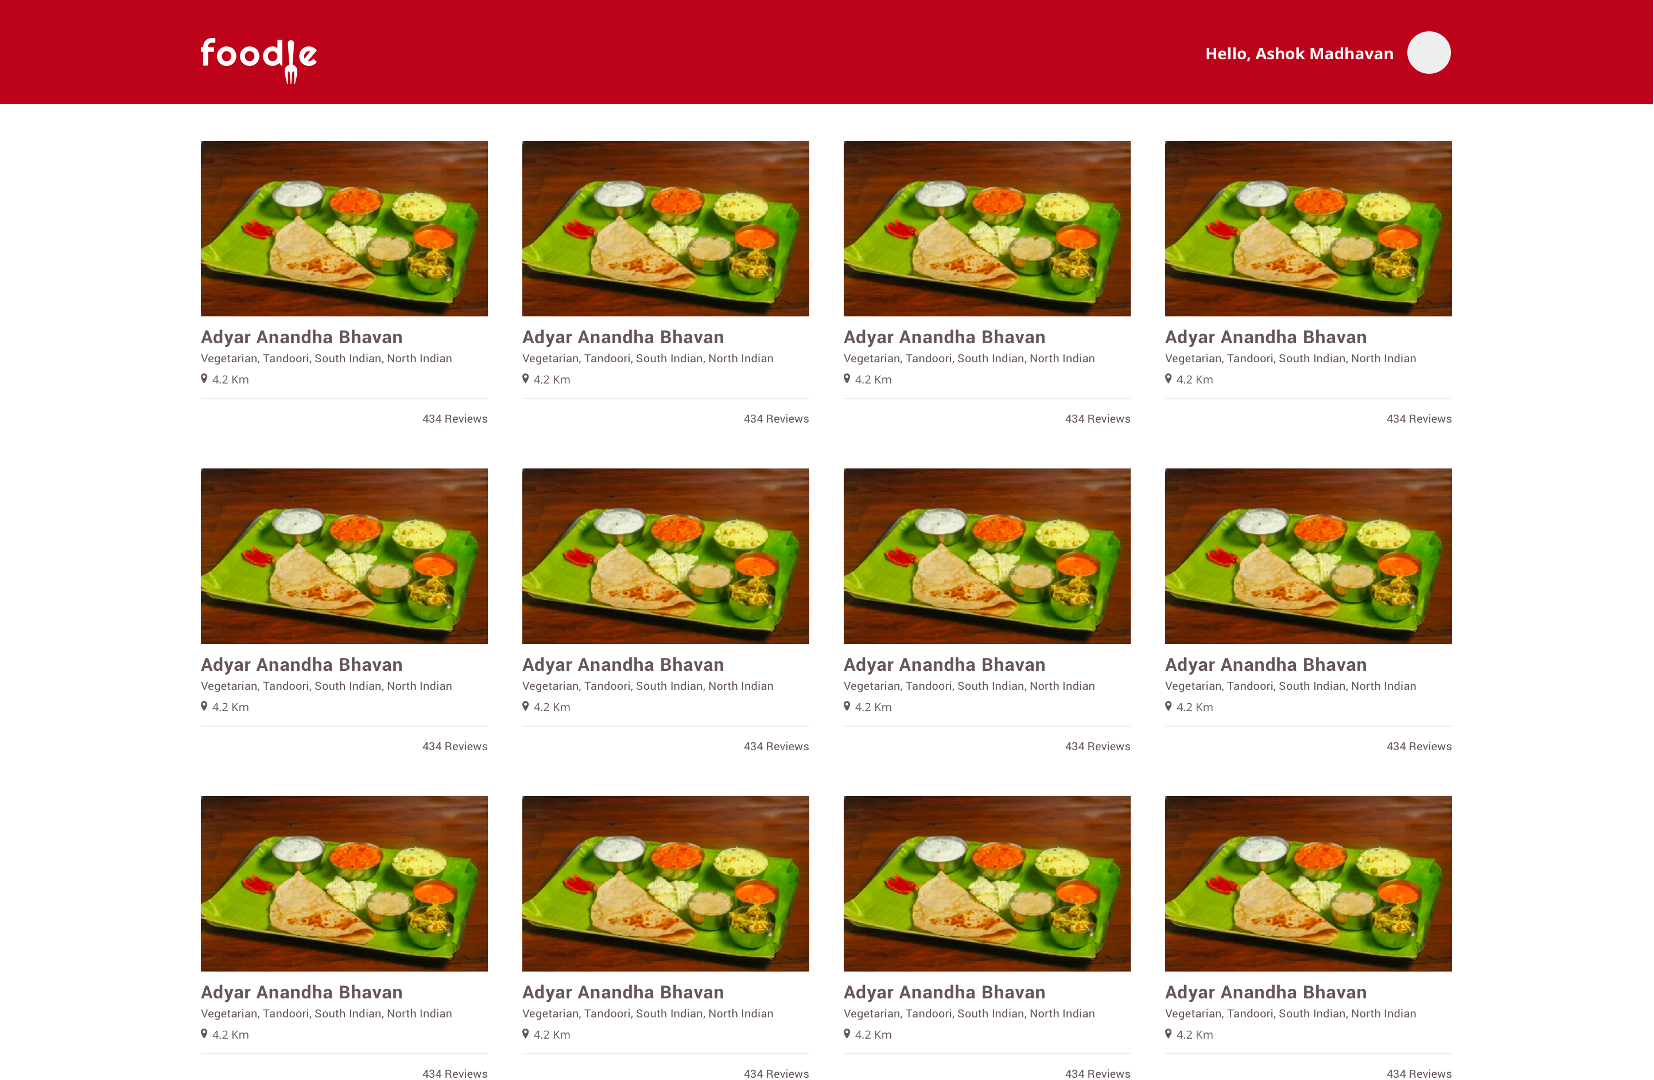 foodle
Hello, Ashok Madhavan
Adyar Anandha Bhavan
Vegetarian, Tandoori, South Indian, North Indian
4.2 Km
434 Reviews
Adyar Anandha Bhavan
Vegetarian, Tandoori, South Indian, North Indian
4.2 Km
434 Reviews
Adyar Anandha Bhavan
Vegetarian, Tandoori, South Indian, North Indian
4.2 Km
434 Reviews
Adyar Anandha Bhavan
Vegetarian, Tandoori, South Indian, North Indian
4.2 Km
434 Reviews
Adyar Anandha Bhavan
Vegetarian, Tandoori, South Indian, North Indian
4.2 Km
434 Reviews
Adyar Anandha Bhavan
Vegetarian, Tandoori, South Indian, North Indian
4.2 Km
434 Reviews
Adyar Anandha Bhavan
Vegetarian, Tandoori, South Indian, North Indian
4.2 Km
434 Reviews
Adyar Anandha Bhavan
Vegetarian, Tandoori, South Indian, North Indian
4.2 Km
434 Reviews
Adyar Anandha Bhavan
Vegetarian, Tandoori, South Indian, North Indian
4.2 Km
434 Reviews
Adyar Anandha Bhavan
Vegetarian, Tandoori, South Indian, North Indian
4.2 Km
434 Reviews
Adyar Anandha Bhavan
Vegetarian, Tandoori, South Indian, North Indian
4.2 Km
434 Reviews
Adyar Anandha Bhavan
Vegetarian, Tandoori, South Indian, North Indian
4.2 Km
434 Reviews